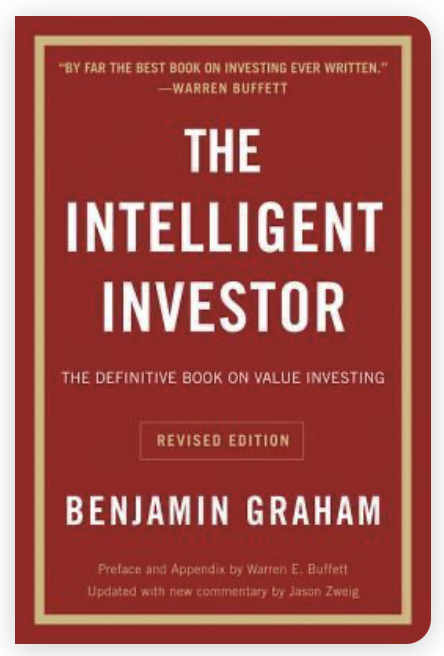 “BY FAR THE BEST BOOK ON INVESTING EVER WRITTEN.”
—WARREN BUFFETT
THE
INTELLIGENT
INVESTOR
THE DEFINITIVE BOOK ON VALUE INVESTING
REVISED EDITION
BENJAMIN GRAHAM
Preface and Appendix by Warren E. Buffett
Updated with new commentary by Jason Zweig